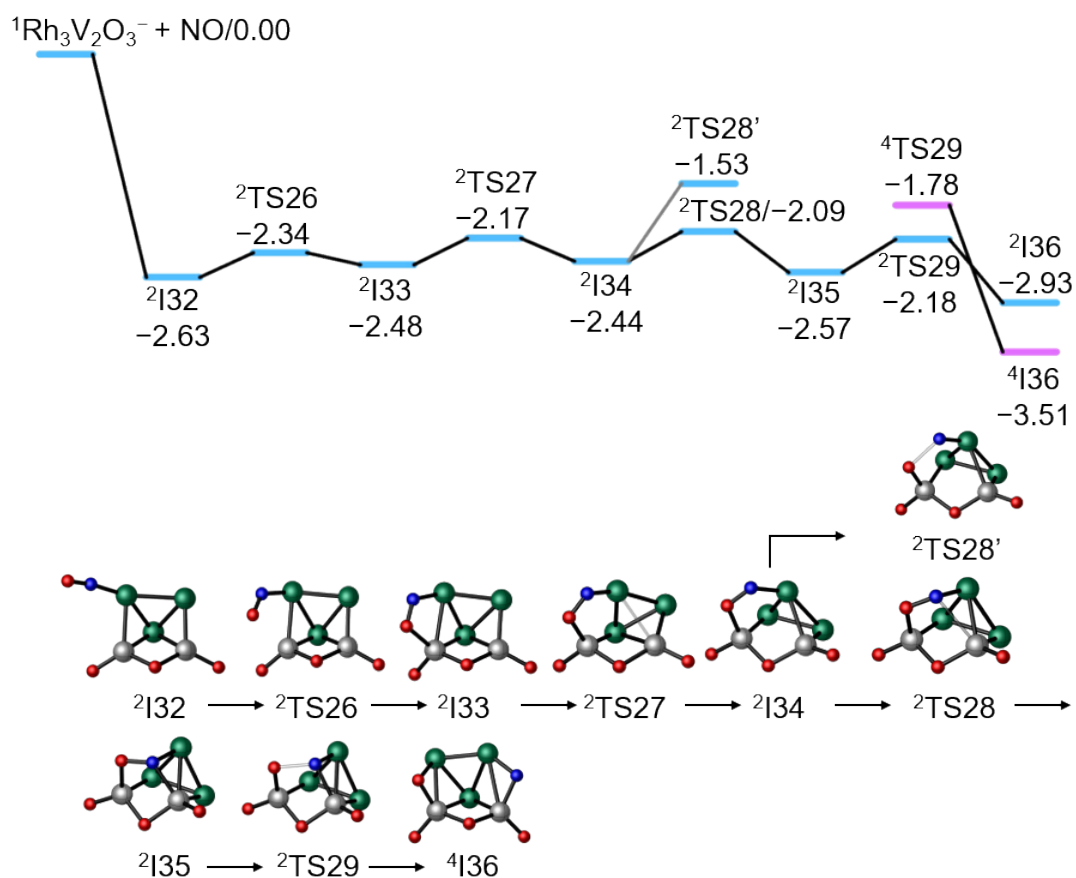 ¹Rh₃V₂O₃⁻ + NO/0.00
²TS28’
−1.53
⁴TS29
−1.78
²TS27
−2.17
²TS26
−2.34
²TS28/−2.09
²I36
−2.93
²I32
−2.63
²I33
−2.48
²I34
−2.44
²I35
−2.57
²TS29
−2.18
⁴I36
−3.51
²TS28’
²I32
²TS26
²I33
²TS27
²I34
²TS28
²I35
²TS29
⁴I36